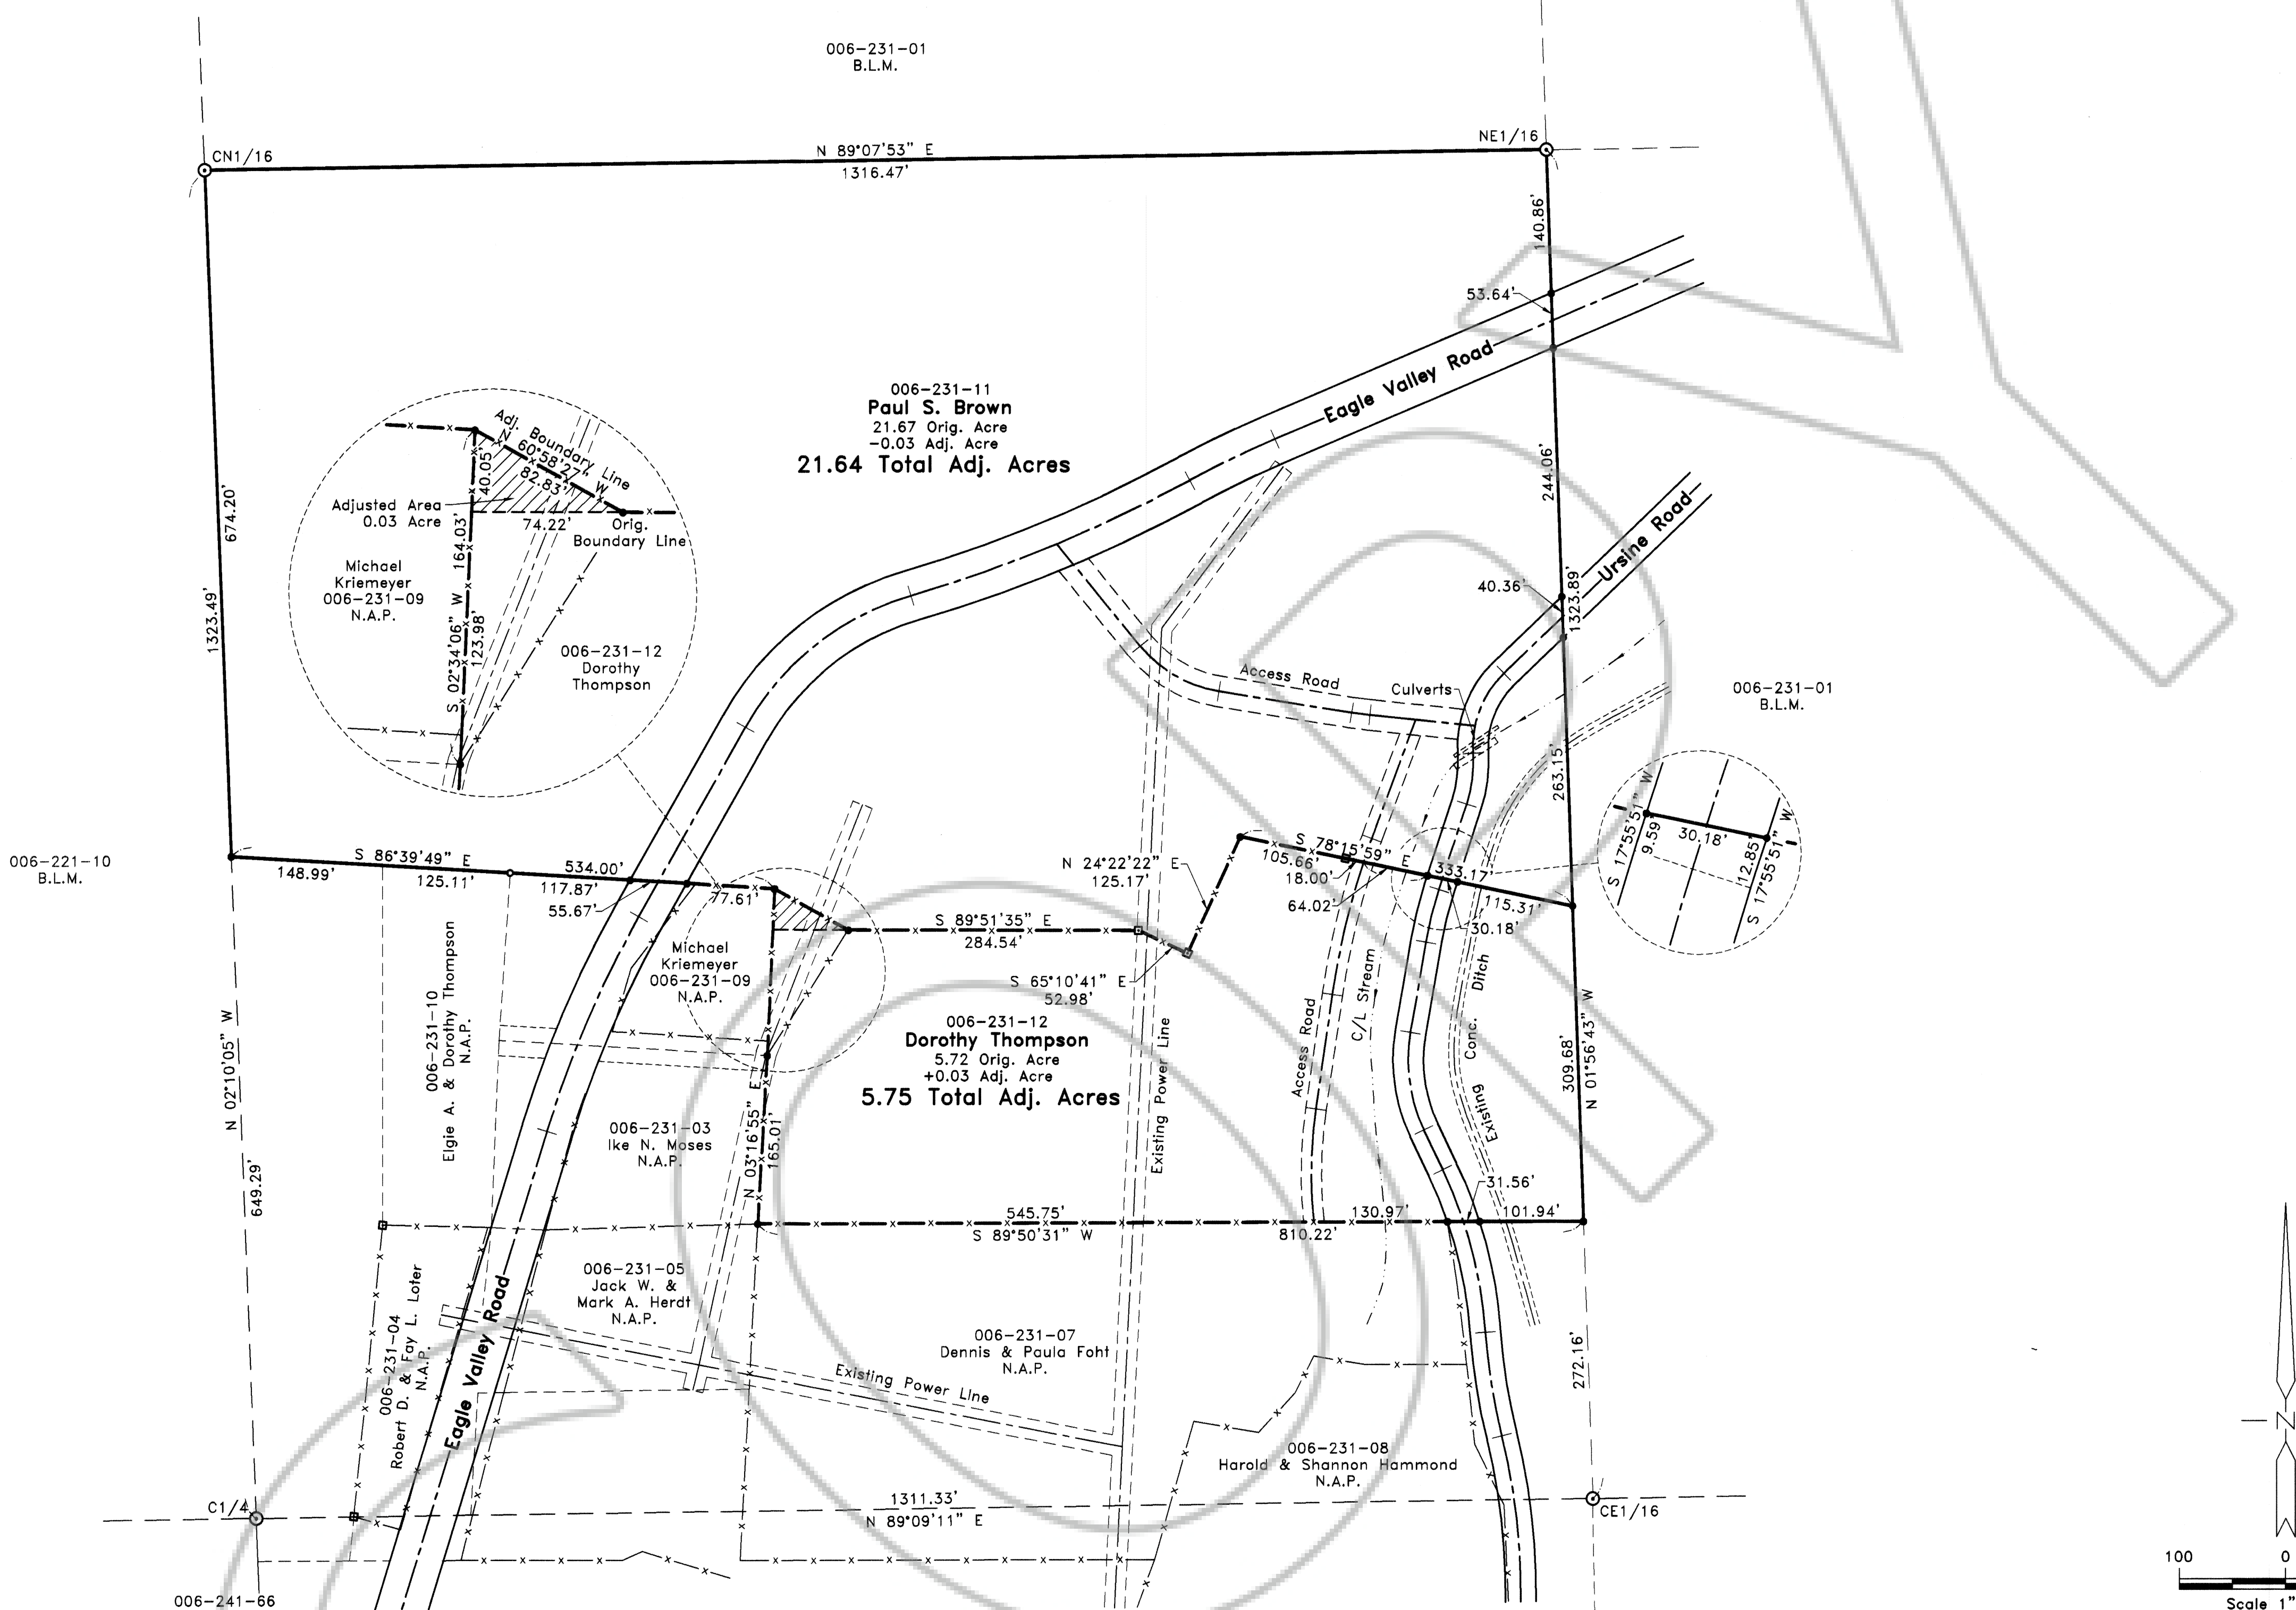 006-231-01
B.L.M.
CN1/16
N 89°07'53" E
1316.47'
NE1/16
140.86'
53.64'
Eagle Valley Road
006-231-11
Paul S. Brown
21.67 Orig. Acre
-0.03 Adj. Acre
21.64 Total Adj. Acres
244.06'
Ursine Road
40.36'
1323.89'
674.20'
1323.49'
Adj. Boundary Line
N 60°58'27" W
82.83'
40.05'
Adjusted Area
0.03 Acre
74.22'
Orig.
Boundary Line
164.03'
S 02°34'06" W
123.98'
Michael
Kriemeyer
006-231-09
N.A.P.
006-231-12
Dorothy
Thompson
Access Road
Culverts
263.15'
006-231-01
B.L.M.
S 17°55'51" W
9.59'
30.18'
12.85'
S 17°55'51" W
006-221-10
B.L.M.
S 86°39'49" E
534.00'
148.99'
125.11'
117.87'
55.67'
77.61'
N 24°22'22" E
125.17'
S 78°15'59" E
105.66'
18.00'
64.02'
333.17'
115.31'
30.18'
S 89°51'35" E
284.54'
S 65°10'41" E
52.98'
Michael
Kriemeyer
006-231-09
N.A.P.
006-231-10
Elgie A. & Dorothy Thompson
N.A.P.
006-231-12
Dorothy Thompson
5.72 Orig. Acre
+0.03 Adj. Acre
5.75 Total Adj. Acres
Existing Power Line
Access Road
C/L Stream
Existing Conc. Ditch
309.68'
N 01°56'43" W
N 02°10'05" W
649.29'
006-231-03
Ike N. Moses
N.A.P.
N 03°16'55" E
165.01'
545.75'
S 89°50'31" W
810.22'
130.97'
31.56'
101.94'
006-231-05
Jack W. &
Mark A. Herdt
N.A.P.
006-231-04
Robert D. & Fay L. Loter
N.A.P.
Eagle Valley Road
006-231-07
Dennis & Paula Foht
N.A.P.
Existing Power Line
272.16'
006-231-08
Harold & Shannon Hammond
N.A.P.
C1/4
1311.33'
N 89°09'11" E
CE1/16
006-241-66
N
100
0
Scale 1"